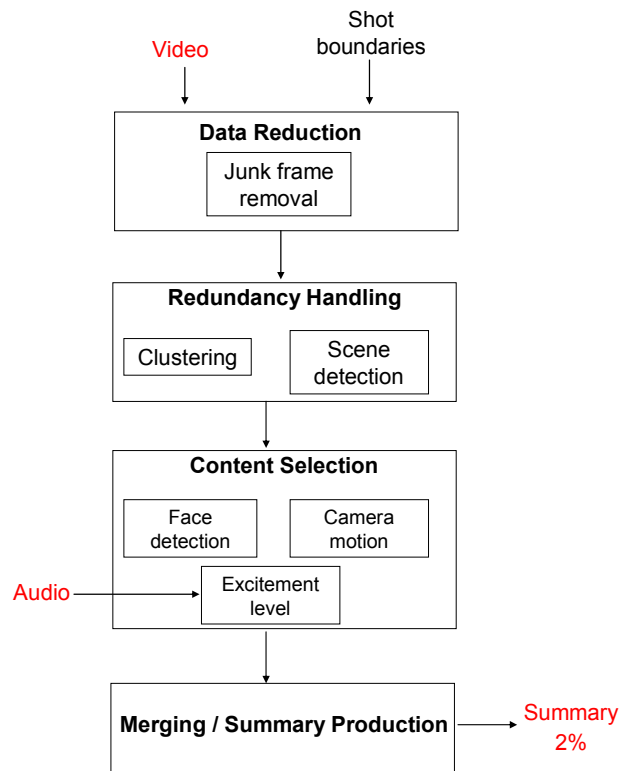 Video
Shot
boundaries
Data Reduction
Junk frame
removal
Redundancy Handling
Clustering
Scene
detection
Content Selection
Face
detection
Camera
motion
Audio
Excitement
level
Merging / Summary Production
Summary
2%